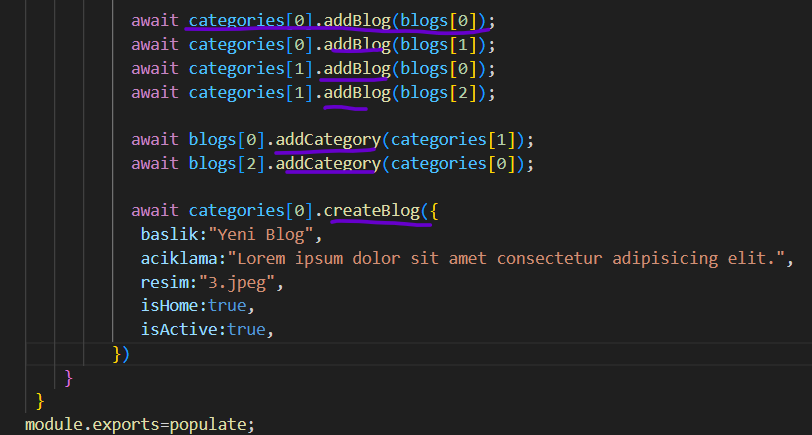 await categories[0].addBlog(blogs[0]);
await categories[0].addBlog(blogs[1]);
await categories[1].addBlog(blogs[0]);
await categories[1].addBlog(blogs[2]);
await blogs[0].addCategory(categories[1]);
await blogs[2].addCategory(categories[0]);
await categories[0].createBlog({
baslik:"Yeni Blog",
aciklama:"Lorem ipsum dolor sit amet consectetur adipisicing elit.",
resim:"3.jpeg",
isHome:true,
isActive:true,
})
}
}
module.exports=populate;